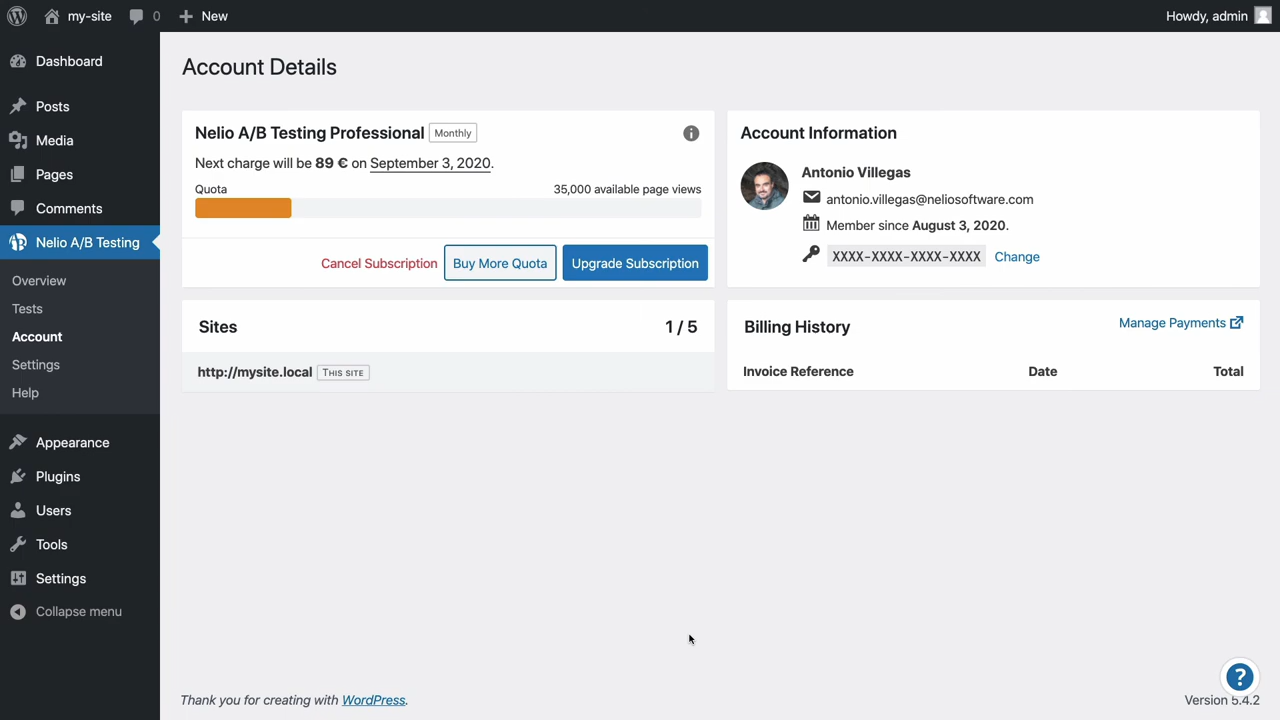 my-site
0
New
Howdy, admin
Dashboard
Posts
Media
Pages
Comments
Nelio A/B Testing
Overview
Tests
Account
Settings
Help
Appearance
Plugins
Users
Tools
Settings
Collapse menu
Account Details
Nelio A/B Testing Professional Monthly
Next charge will be 89 € on September 3, 2020.
Quota 35,000 available page views
Cancel Subscription Buy More Quota Upgrade Subscription
Account Information
Antonio Villegas
antonio.villegas@neliosoftware.com
Member since August 3, 2020.
XXXX-XXXX-XXXX-XXXX Change
Sites 1 / 5
http://mysite.local THIS SITE
Billing History Manage Payments
Invoice Reference Date Total
Thank you for creating with WordPress.
?
Version 5.4.2